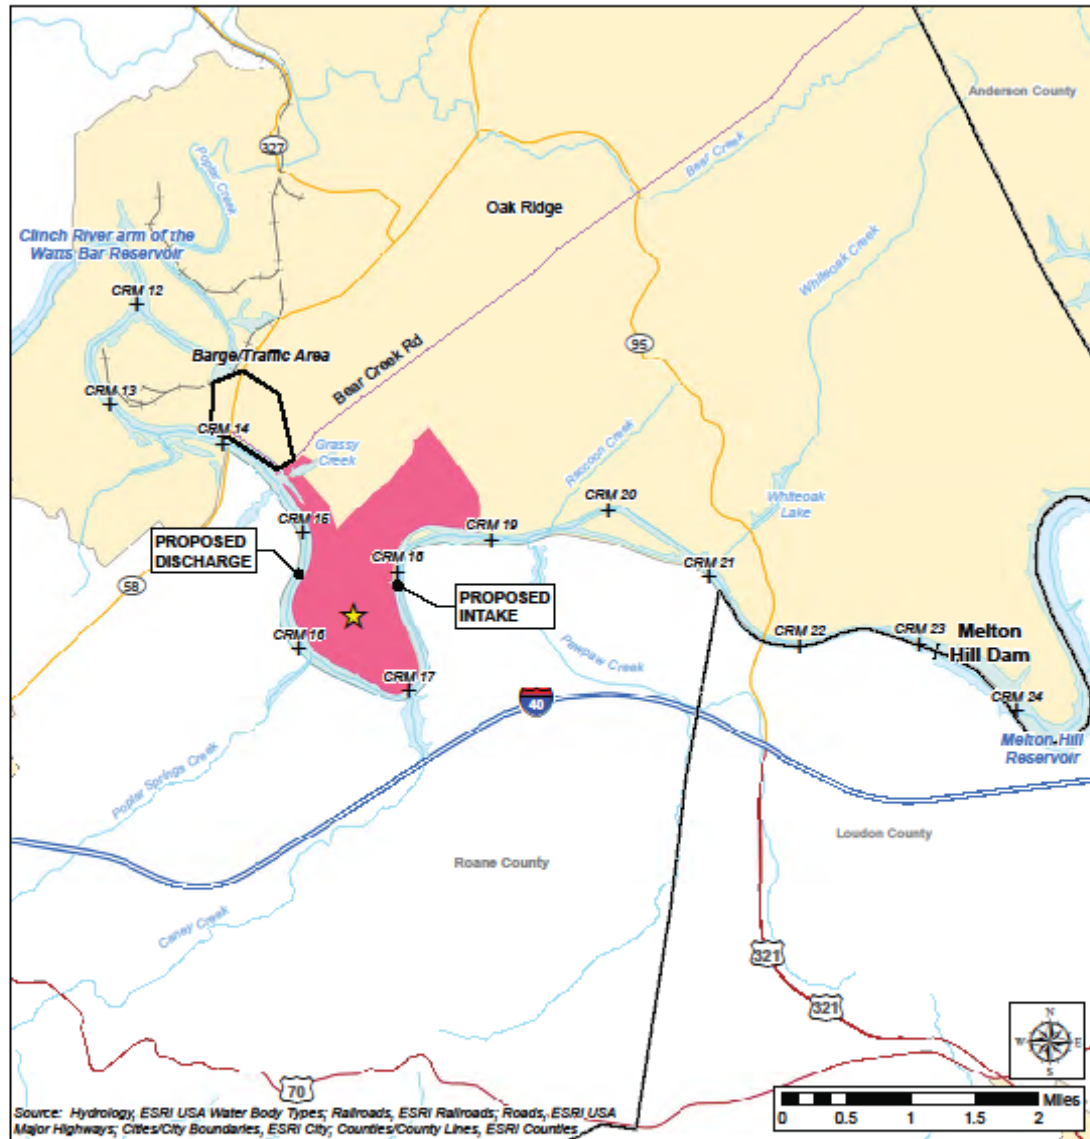 Anderson County
327
Bear Creek
Poplar Creek
Oak Ridge
Clinch River arm of the
Watts Bar Reservoir
Whiteoak Creek
CRM 12
95
Barge/Traffic Area
Bear Creek Rd
CRM 13
CRM 14
Grassy
Creek
Raccoon Creek
CRM 20
Whiteoak
Lake
CRM 15
CRM 19
PROPOSED
DISCHARGE
CRM 18
CRM 21
58
PROPOSED
INTAKE
CRM 16
CRM 22
CRM 23
Melton
Hill Dam
Pawpaw Creek
CRM 17
40
CRM 24
Melton Hill
Reservoir
Poplar Springs Creek
Loudon County
Roane County
Caney Creek
321
321
N
W
E
S
70
Miles
0 0.5 1 1.5 2
Source: Hydrology, ESRI USA Water Body Types; Railroads, ESRI Railroads; Roads, ESRI USA
Major Highways; Cities/City Boundaries, ESRI City; Counties/County Lines, ESRI Counties